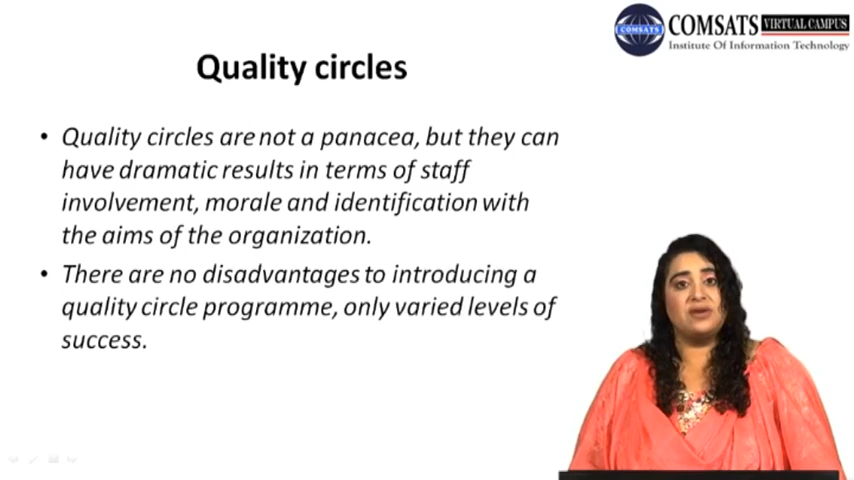 COMSATS VIRTUAL CAMPUS
Institute Of Information Technology
COMSATS
Quality circles
• Quality circles are not a panacea, but they can
have dramatic results in terms of staff
involvement, morale and identification with
the aims of the organization.
• There are no disadvantages to introducing a
quality circle programme, only varied levels of
success.